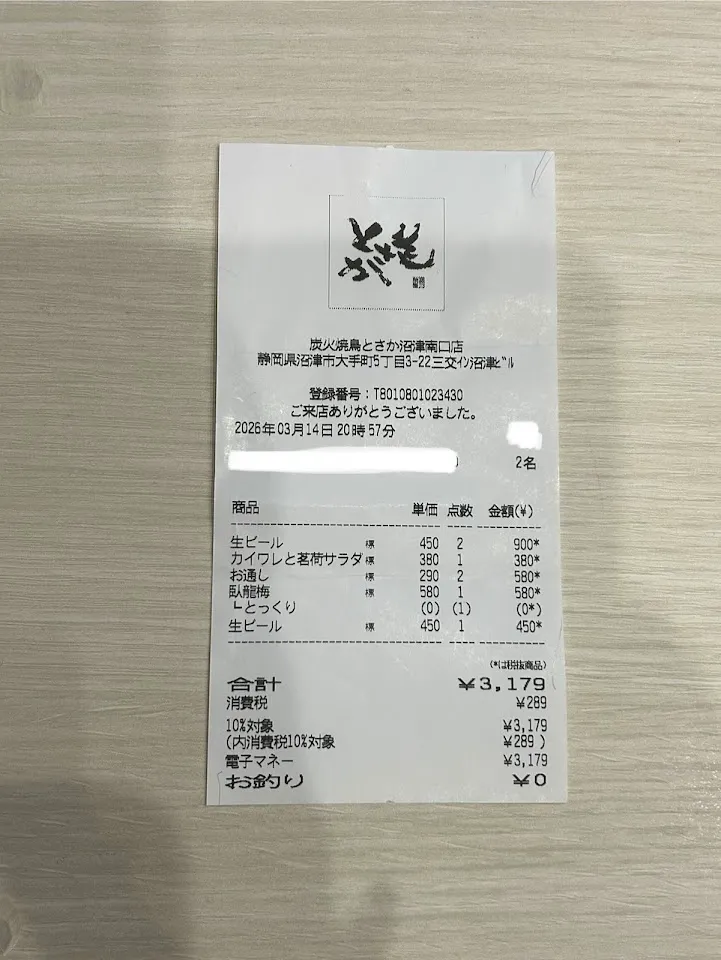 とさか
炭火焼鳥とさか沼津南口店
静岡県沼津市大手町5丁目3-22三交イン沼津ビル
登録番号：T8010801023430
ご来店ありがとうございました。
2026年03月14日20時57分
2名
商品 単価 点数 金額(¥)
生ビール 標 450 2 900*
カイワレと茗荷サラダ 標 380 1 380*
お通し 標 290 2 580*
臥龍梅 標 580 1 580*
┗とっくり (0) (1) (0*)
生ビール 標 450 1 450*
(*は税抜商品)
合計 ¥3,179
消費税 ¥289
10%対象 ¥3,179
(内消費税10%対象 ¥289 )
電子マネー ¥3,179
お釣り ¥0